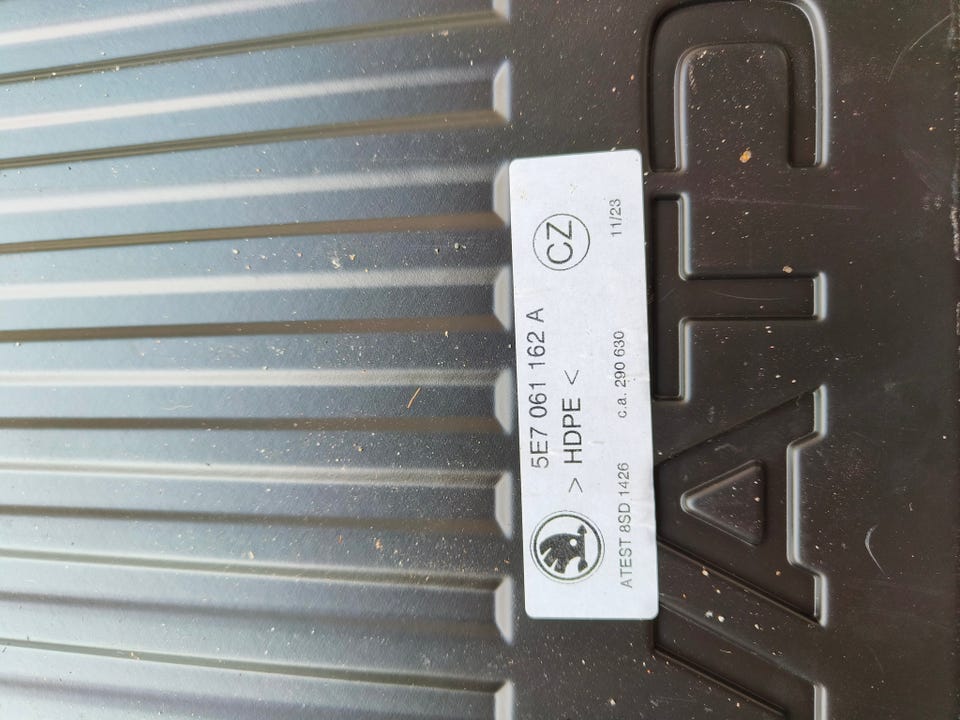 5E7 061 162 A
> HDPE <
CZ
ATEST 8SD 1426 c.a. 290 630 11/23